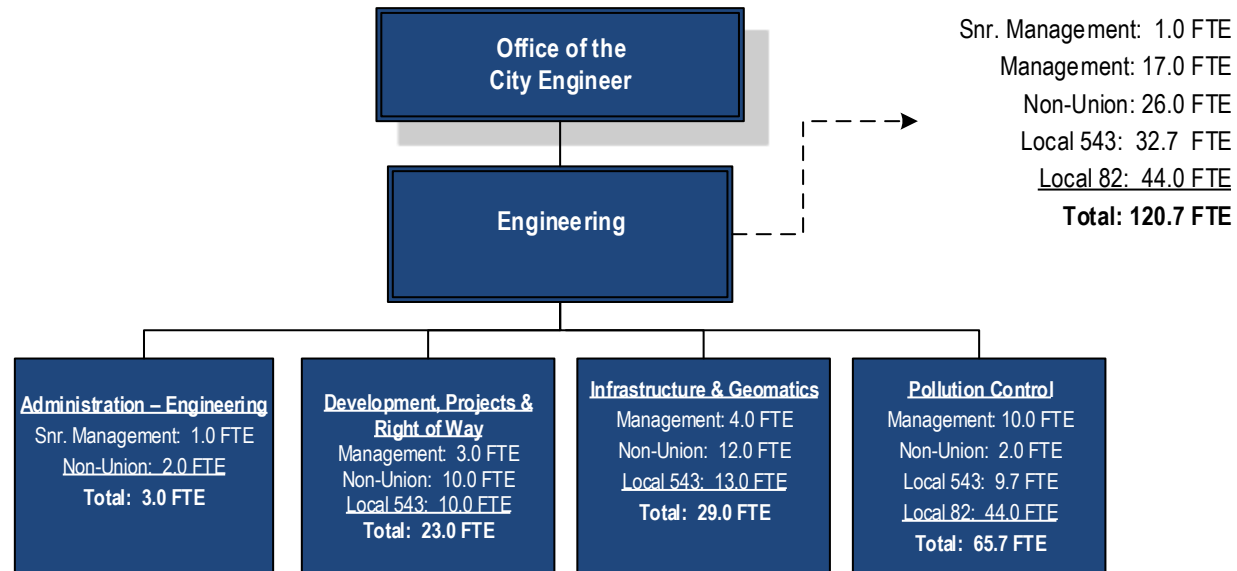 Office of the
City Engineer
Snr. Management: 1.0 FTE
Management: 17.0 FTE
Non-Union: 26.0 FTE
Local 543: 32.7 FTE
Local 82: 44.0 FTE
Total: 120.7 FTE
Engineering
Administration – Engineering
Snr. Management: 1.0 FTE
Non-Union: 2.0 FTE
Total: 3.0 FTE
Development, Projects &
Right of Way
Management: 3.0 FTE
Non-Union: 10.0 FTE
Local 543: 10.0 FTE
Total: 23.0 FTE
Infrastructure & Geomatics
Management: 4.0 FTE
Non-Union: 12.0 FTE
Local 543: 13.0 FTE
Total: 29.0 FTE
Pollution Control
Management: 10.0 FTE
Non-Union: 2.0 FTE
Local 543: 9.7 FTE
Local 82: 44.0 FTE
Total: 65.7 FTE